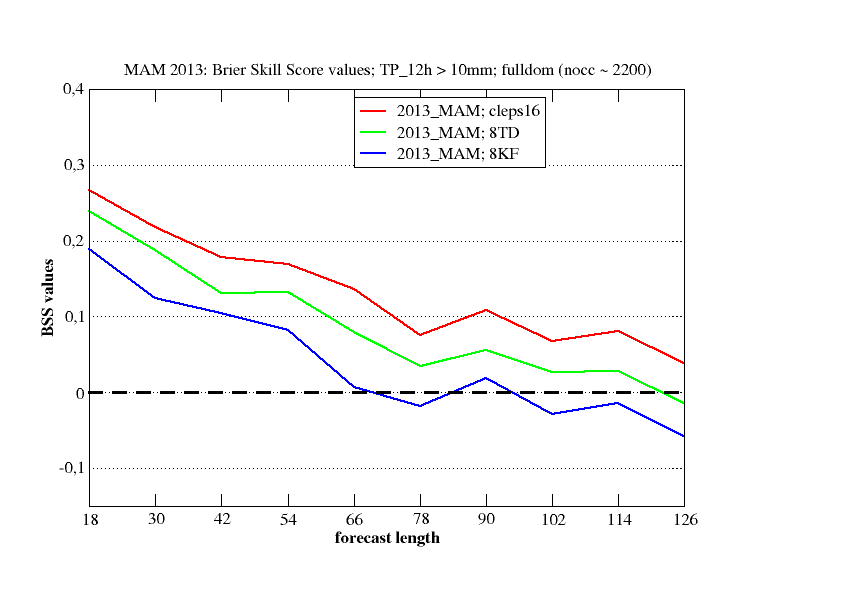 MAM 2013: Brier Skill Score values; TP_12h > 10mm; fulldom (nocc ~ 2200)
0,4
2013_MAM; cleps16
2013_MAM; 8TD
2013_MAM; 8KF
0,3
0,2
0,1
0
-0,1
BSS values
18 30 42 54 66 78 90 102 114 126
forecast length